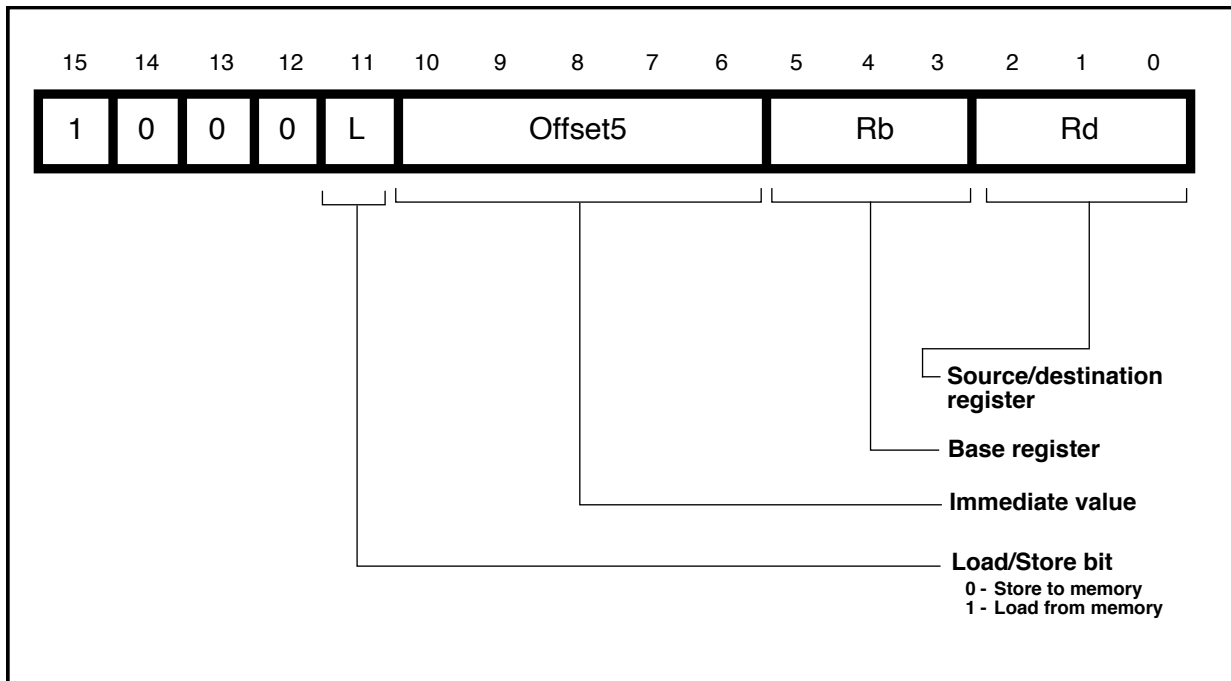 15 14 13 12 11 10 9 8 7 6 5 4 3 2 1 0
1 0 0 0 L Offset5 Rb Rd
Source/destination
register
Base register
Immediate value
Load/Store bit
0 - Store to memory
1 - Load from memory